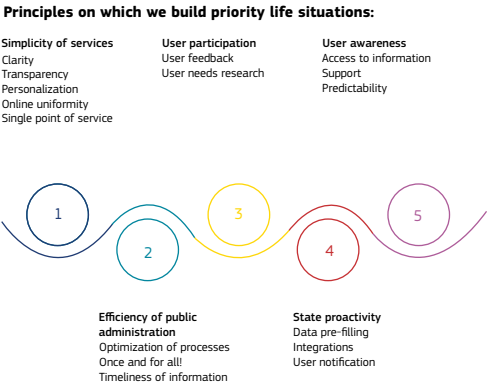 Principles on which we build priority life situations:
Simplicity of services
Clarity
Transparency
Personalization
Online uniformity
Single point of service
User participation
User feedback
User needs research
User awareness
Access to information
Support
Predictability
1
2
3
4
5
Efficiency of public
administration
Optimization of processes
Once and for all!
Timeliness of information
State proactivity
Data pre-filling
Integrations
User notification